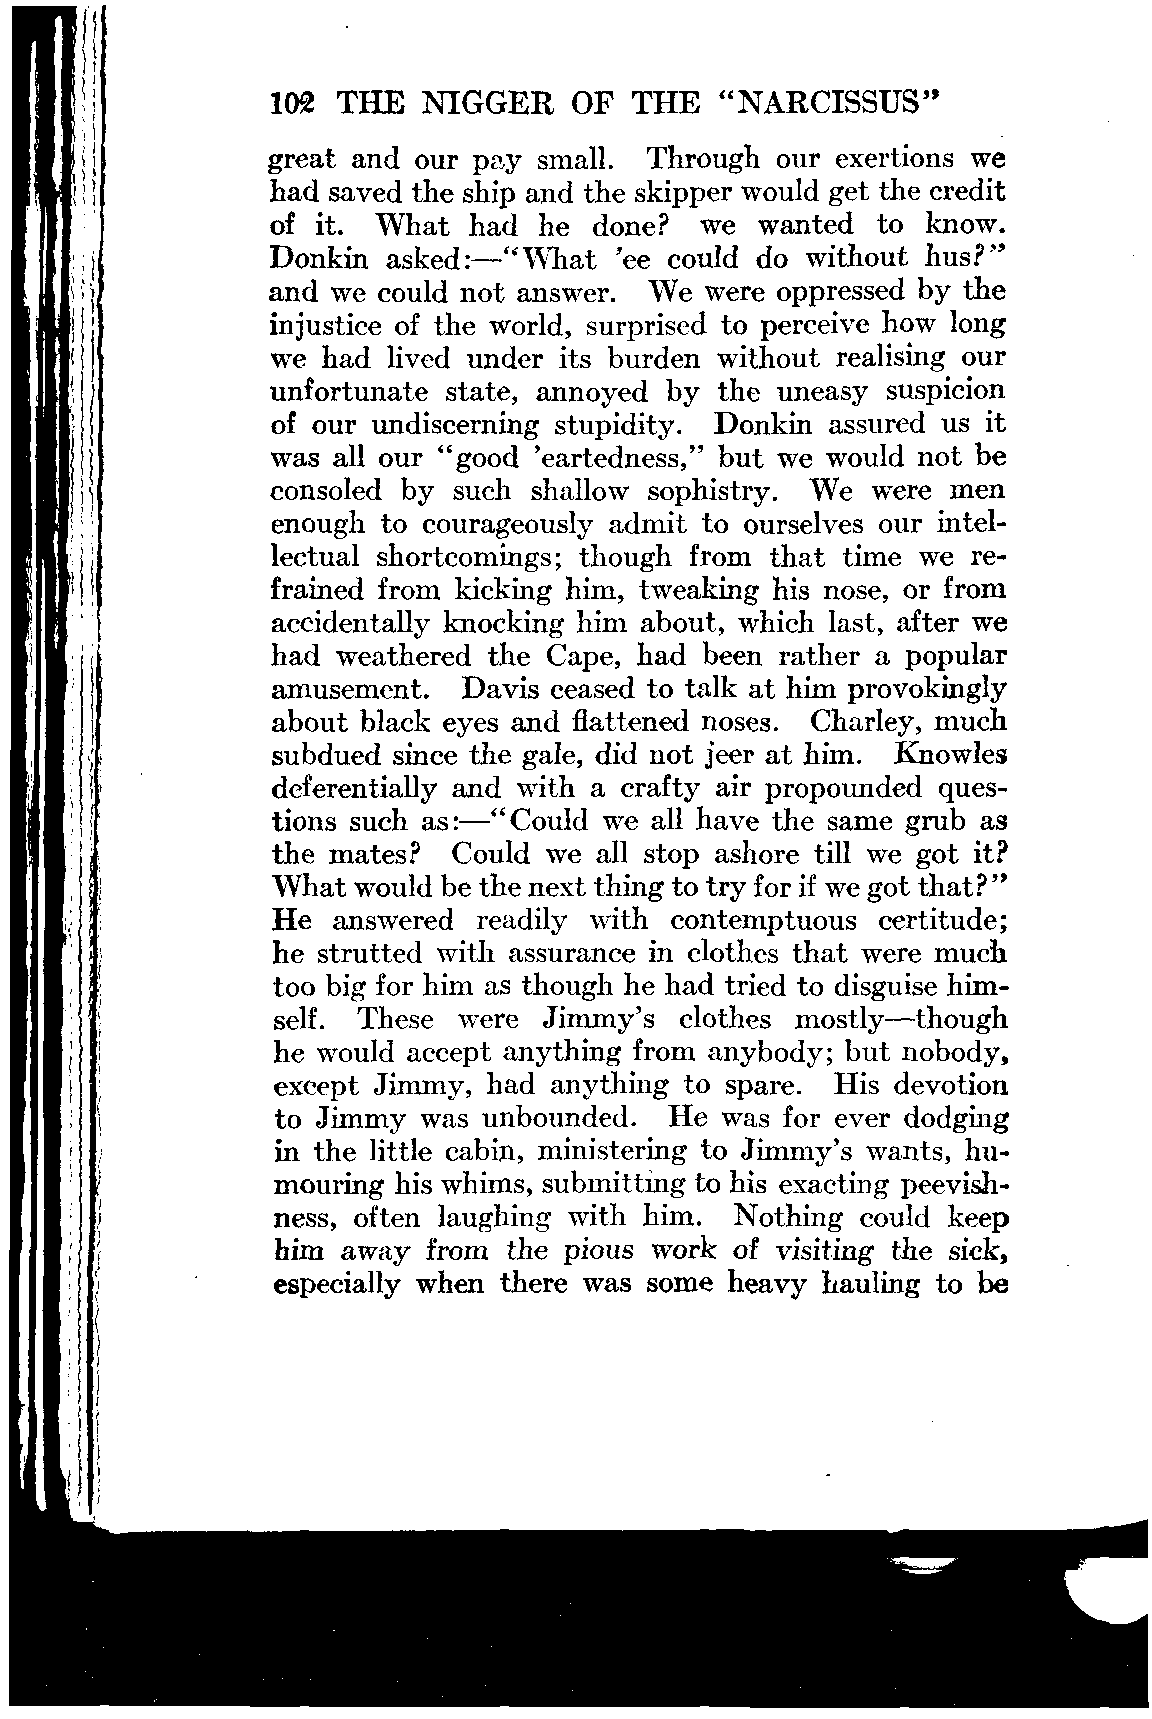 102 THE NIGGER OF THE “NARCISSUS”
great and our pay small. Through our exertions we
had saved the ship and the skipper would get the credit
of it. What had he done? we wanted to know.
Donkin asked:—“What ’ee could do without hus?”
and we could not answer. We were oppressed by the
injustice of the world, surprised to perceive how long
we had lived under its burden without realising our
unfortunate state, annoyed by the uneasy suspicion
of our undiscerning stupidity. Donkin assured us it
was all our “good ’eartedness,” but we would not be
consoled by such shallow sophistry. We were men
enough to courageously admit to ourselves our intel-
lectual shortcomings; though from that time we re-
frained from kicking him, tweaking his nose, or from
accidentally knocking him about, which last, after we
had weathered the Cape, had been rather a popular
amusement. Davis ceased to talk at him provokingly
about black eyes and flattened noses. Charley, much
subdued since the gale, did not jeer at him. Knowles
deferentially and with a crafty air propounded ques-
tions such as:—“Could we all have the same grub as
the mates? Could we all stop ashore till we got it?
What would be the next thing to try for if we got that?”
He answered readily with contemptuous certitude;
he strutted with assurance in clothes that were much
too big for him as though he had tried to disguise him-
self. These were Jimmy’s clothes mostly—though
he would accept anything from anybody; but nobody,
except Jimmy, had anything to spare. His devotion
to Jimmy was unbounded. He was for ever dodging
in the little cabin, ministering to Jimmy’s wants, hu-
mouring his whims, submitting to his exacting peevish-
ness, often laughing with him. Nothing could keep
him away from the pious work of visiting the sick,
especially when there was some heavy hauling to be